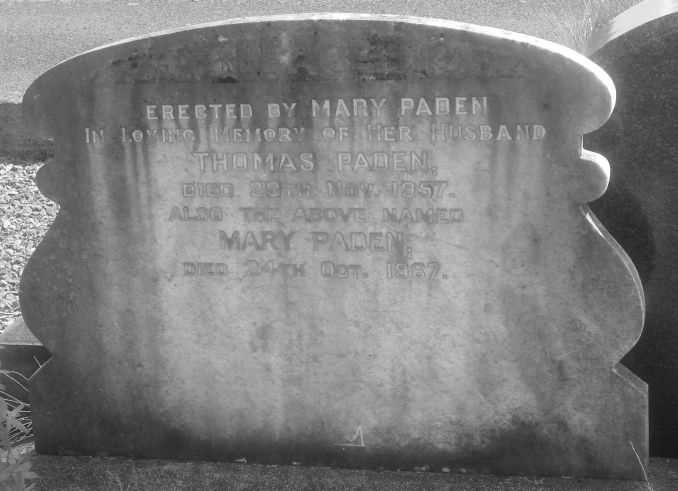 ERECTED BY MARY PADEN
IN LOVING MEMORY OF HER HUSBAND
THOMAS PADEN,
DIED 29TH NOV. 1957.
ALSO THE ABOVE NAMED
MARY PADEN,
DIED 24TH OCT. 1967.